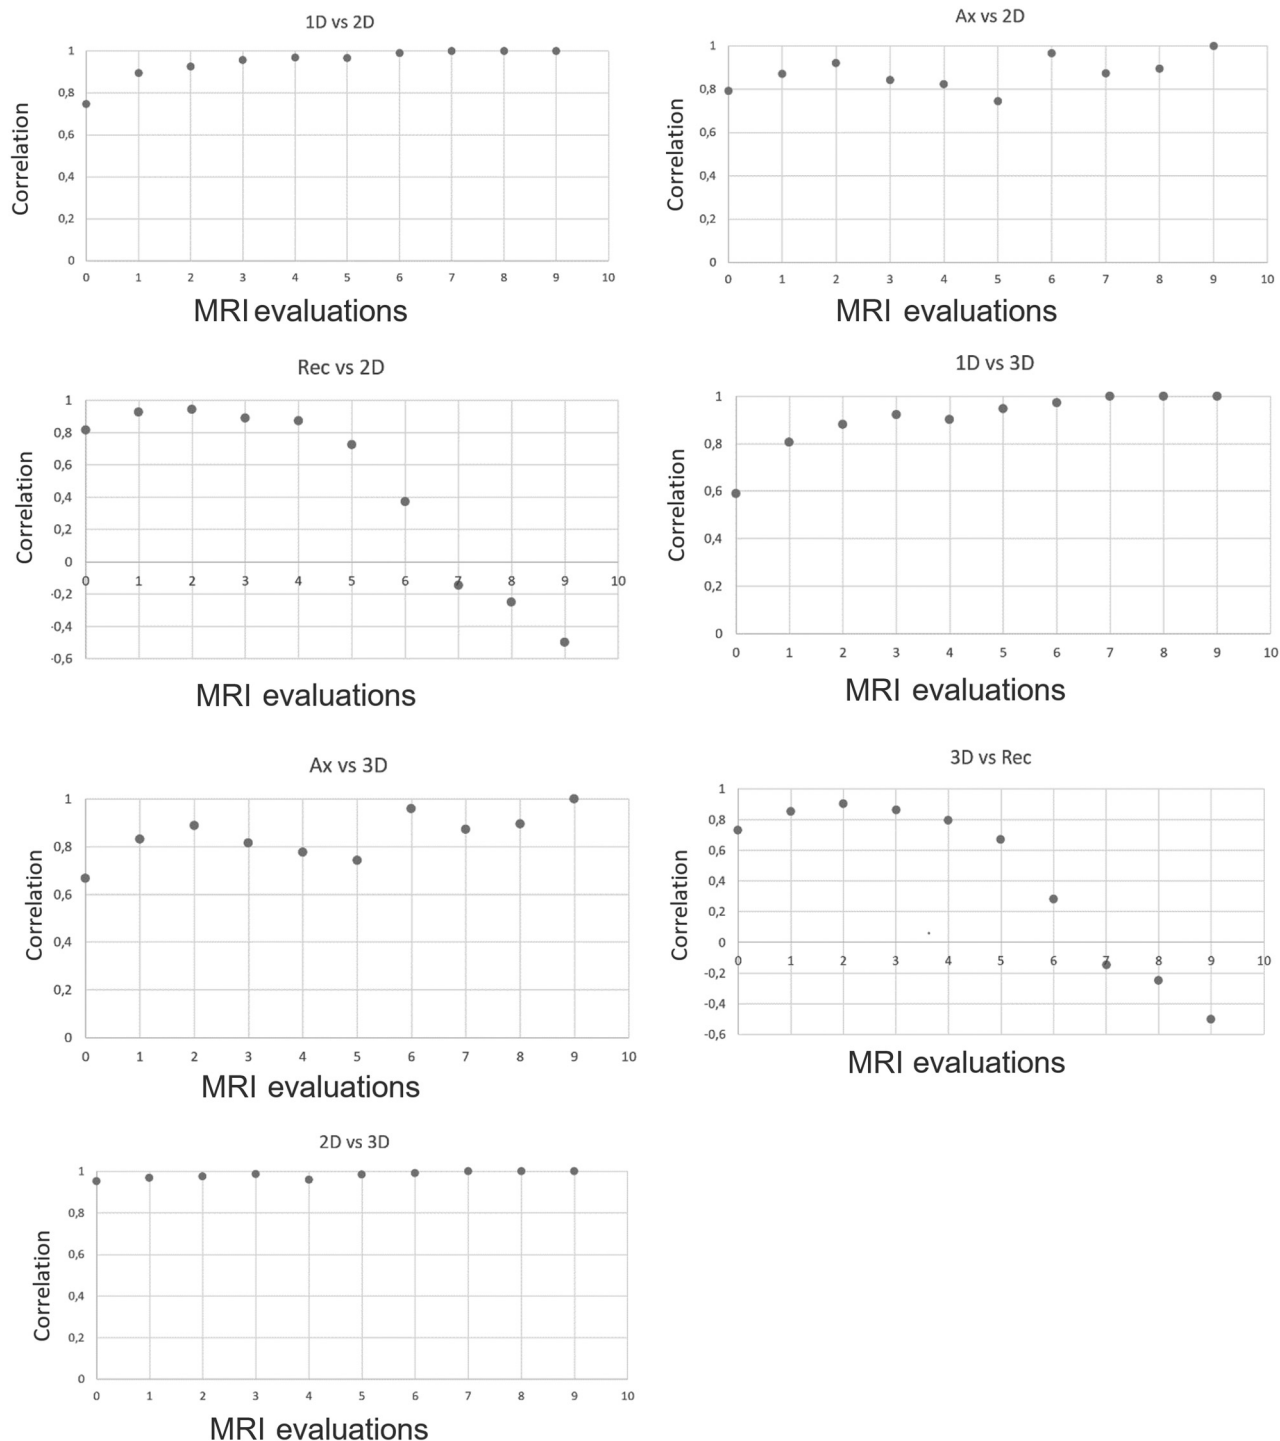 1D vs 2D
Correlation
1
0,8
0,6
0,4
0,2
0
0 1 2 3 4 5 6 7 8 9 10
MRI evaluations
Ax vs 2D
Correlation
1
0,8
0,6
0,4
0,2
0
0 1 2 3 4 5 6 7 8 9 10
MRI evaluations
Rec vs 2D
Correlation
1
0,8
0,6
0,4
0,2
0
0 1 2 3 4 5 6 7 8 9 10
-0,2
-0,4
-0,6
MRI evaluations
1D vs 3D
Correlation
1
0,8
0,6
0,4
0,2
0
0 1 2 3 4 5 6 7 8 9 10
MRI evaluations
Ax vs 3D
Correlation
1
0,8
0,6
0,4
0,2
0
0 1 2 3 4 5 6 7 8 9 10
MRI evaluations
3D vs Rec
Correlation
1
0,8
0,6
0,4
0,2
0
0 1 2 3 4 5 6 7 8 9 10
-0,2
-0,4
-0,6
MRI evaluations
2D vs 3D
Correlation
1
0,8
0,6
0,4
0,2
0
0 1 2 3 4 5 6 7 8 9 10
MRI evaluations